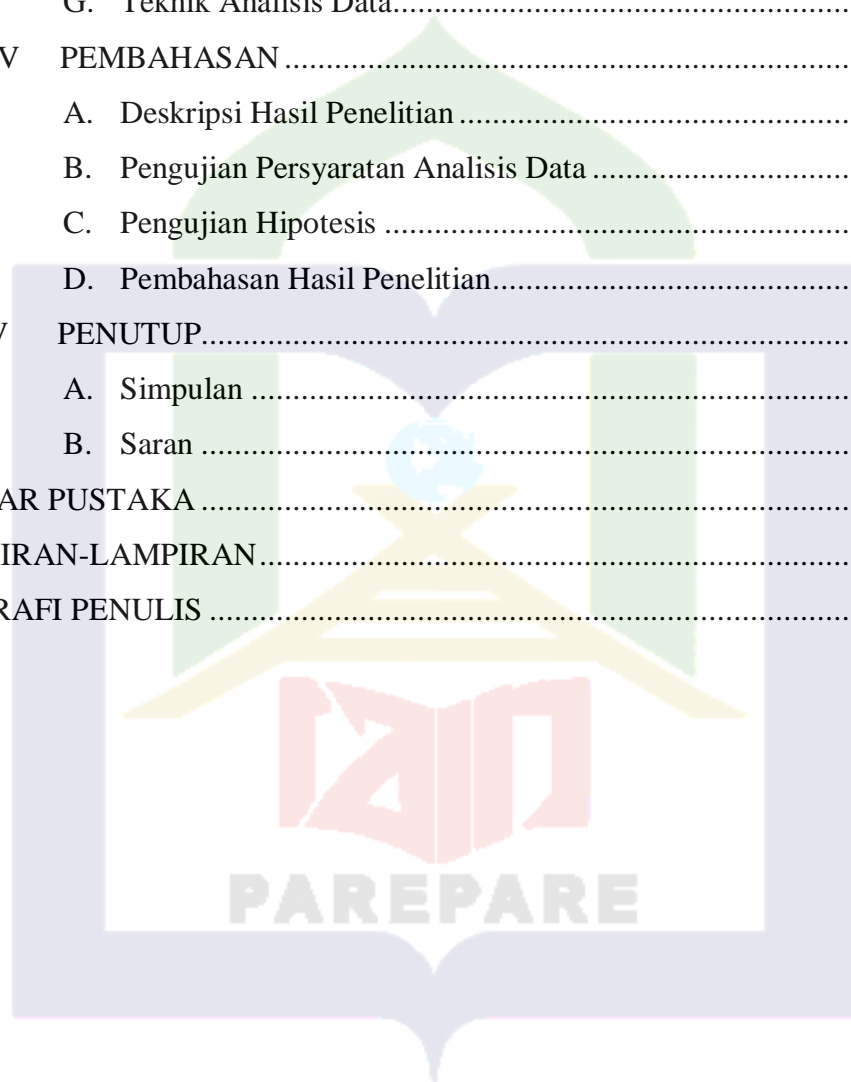 G. Teknik Analisis Data..........................................................
V PEMBAHASAN....................................................................
A. Deskripsi Hasil Penelitian................................................
B. Pengujian Persyaratan Analisis Data................................
C. Pengujian Hipotesis.........................................................
D. Pembahasan Hasil Penelitian............................................
V PENUTUP..............................................................................
A. Simpulan.........................................................................
B. Saran...............................................................................
AR PUSTAKA...............................................................................
IRAN-LAMPIRAN........................................................................
RAFI PENULIS.............................................................................
iain
PAREPARE